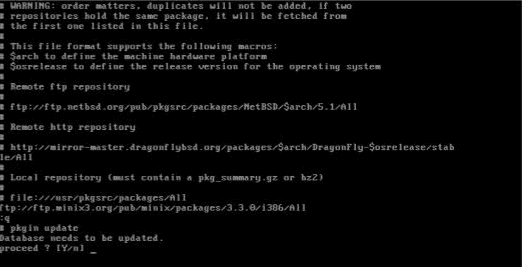 # WARNING: order matters, duplicates will not be added, if two
# repositories hold the same package, it will be fetched from
# the first one listed in this file.
#
# This file format supports the following macros:
# $arch to define the machine hardware platform
# $osrelease to define the release version for the operating system
#
# Remote ftp repository
#
# ftp://ftp.netbsd.org/pub/pkgsrc/packages/NetBSD/$arch/5.1/All
#
# Remote http repository
#
# http://mirror-master.dragonflybsd.org/packages/$arch/DragonFly-$osrelease/stab
le/All
#
# Local repository (must contain a pkg_summary.gz or bz2)
#
# file:///usr/pkgsrc/packages/All
ftp://ftp.minix3.org/pub/minix/packages/3.3.0/i386/All
:q
# pkgin update
Database needs to be updated.
proceed ? [Y/n] _